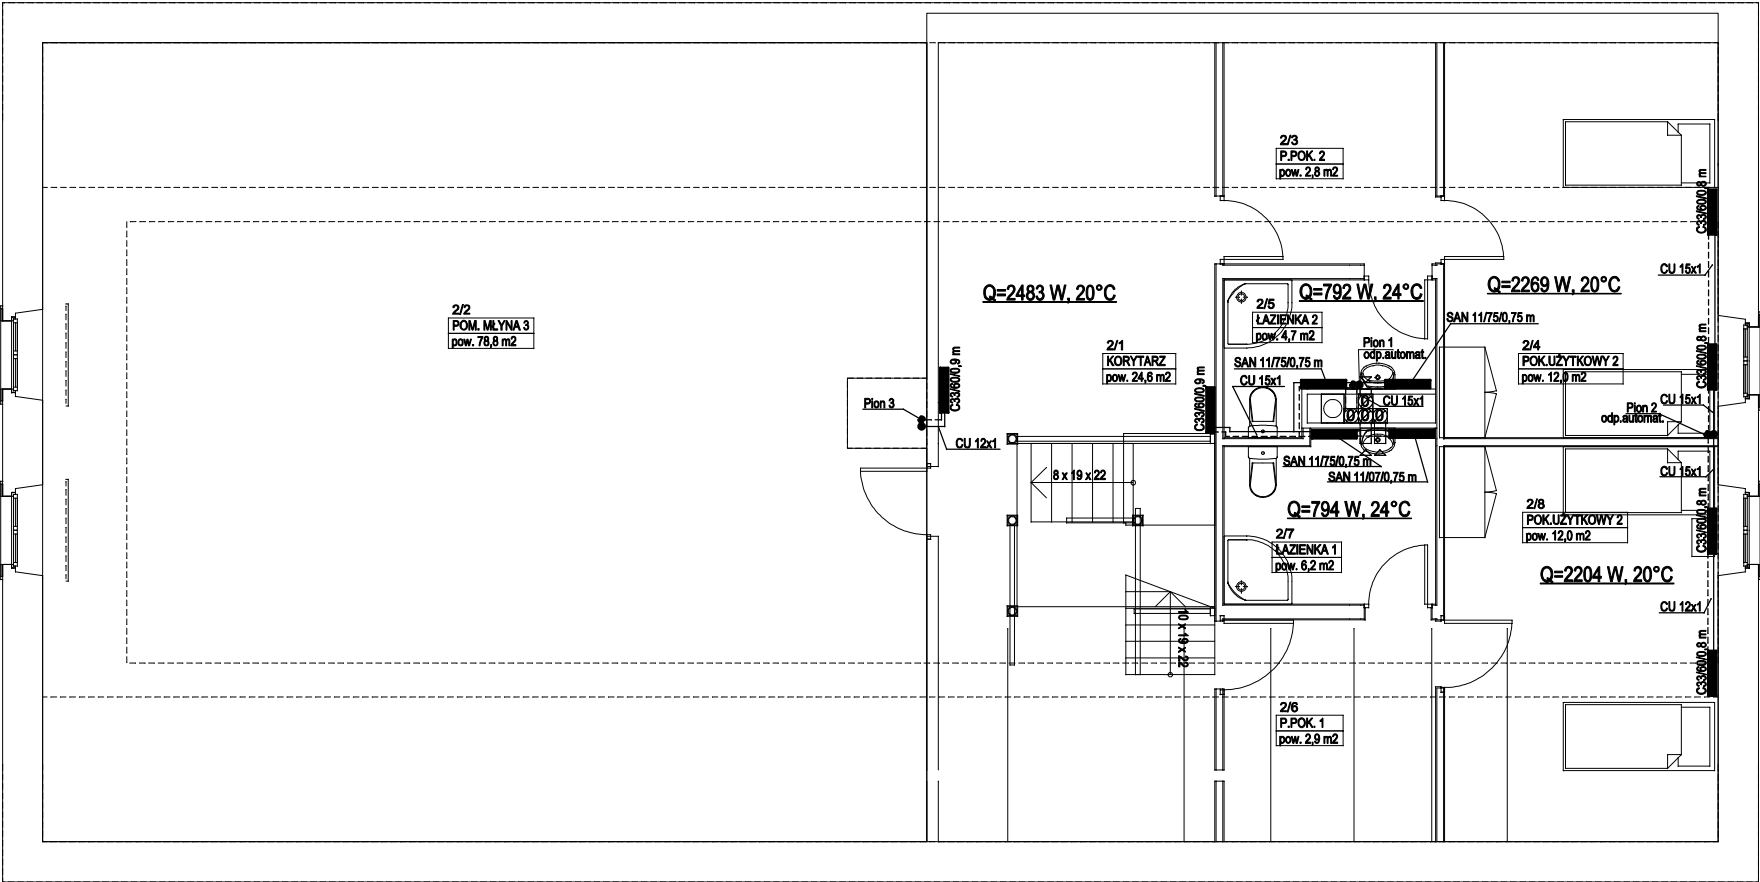 2/3
P.POK. 2
pow. 2,8 m2
C33/60/0,8 m
CU 15x1
Q=2483 W, 20°C
Q=792 W, 24°C
Q=2269 W, 20°C
2/5
ŁAZIENKA 2
pow. 4,7 m2
SAN 11/75/0,75 m
2/2
POM. MŁYNA 3
pow. 78,8 m2
2/1
KORYTARZ
pow. 24,6 m2
Pion 1
odp.automat.
2/4
POK.UŻYTKOWY 2
pow. 12,0 m2
C33/60/0,8 m
SAN 11/75/0,75 m
CU 15x1
C33/60/0,9 m
C33/60/0,9 m
CU 15x1
CU 15x1
Pion 3
Pion 2
odp.automat.
CU 12x1
SAN 11/75/0,75 m
SAN 11/07/0,75 m
CU 15x1
8 x 19 x 22
Q=794 W, 24°C
2/8
POK.UŻYTKOWY 2
pow. 12,0 m2
C33/60/0,8 m
2/7
ŁAZIENKA 1
pow. 6,2 m2
Q=2204 W, 20°C
CU 12x1
10 x 19 x 22
C33/60/0,8 m
2/6
P.POK. 1
pow. 2,9 m2